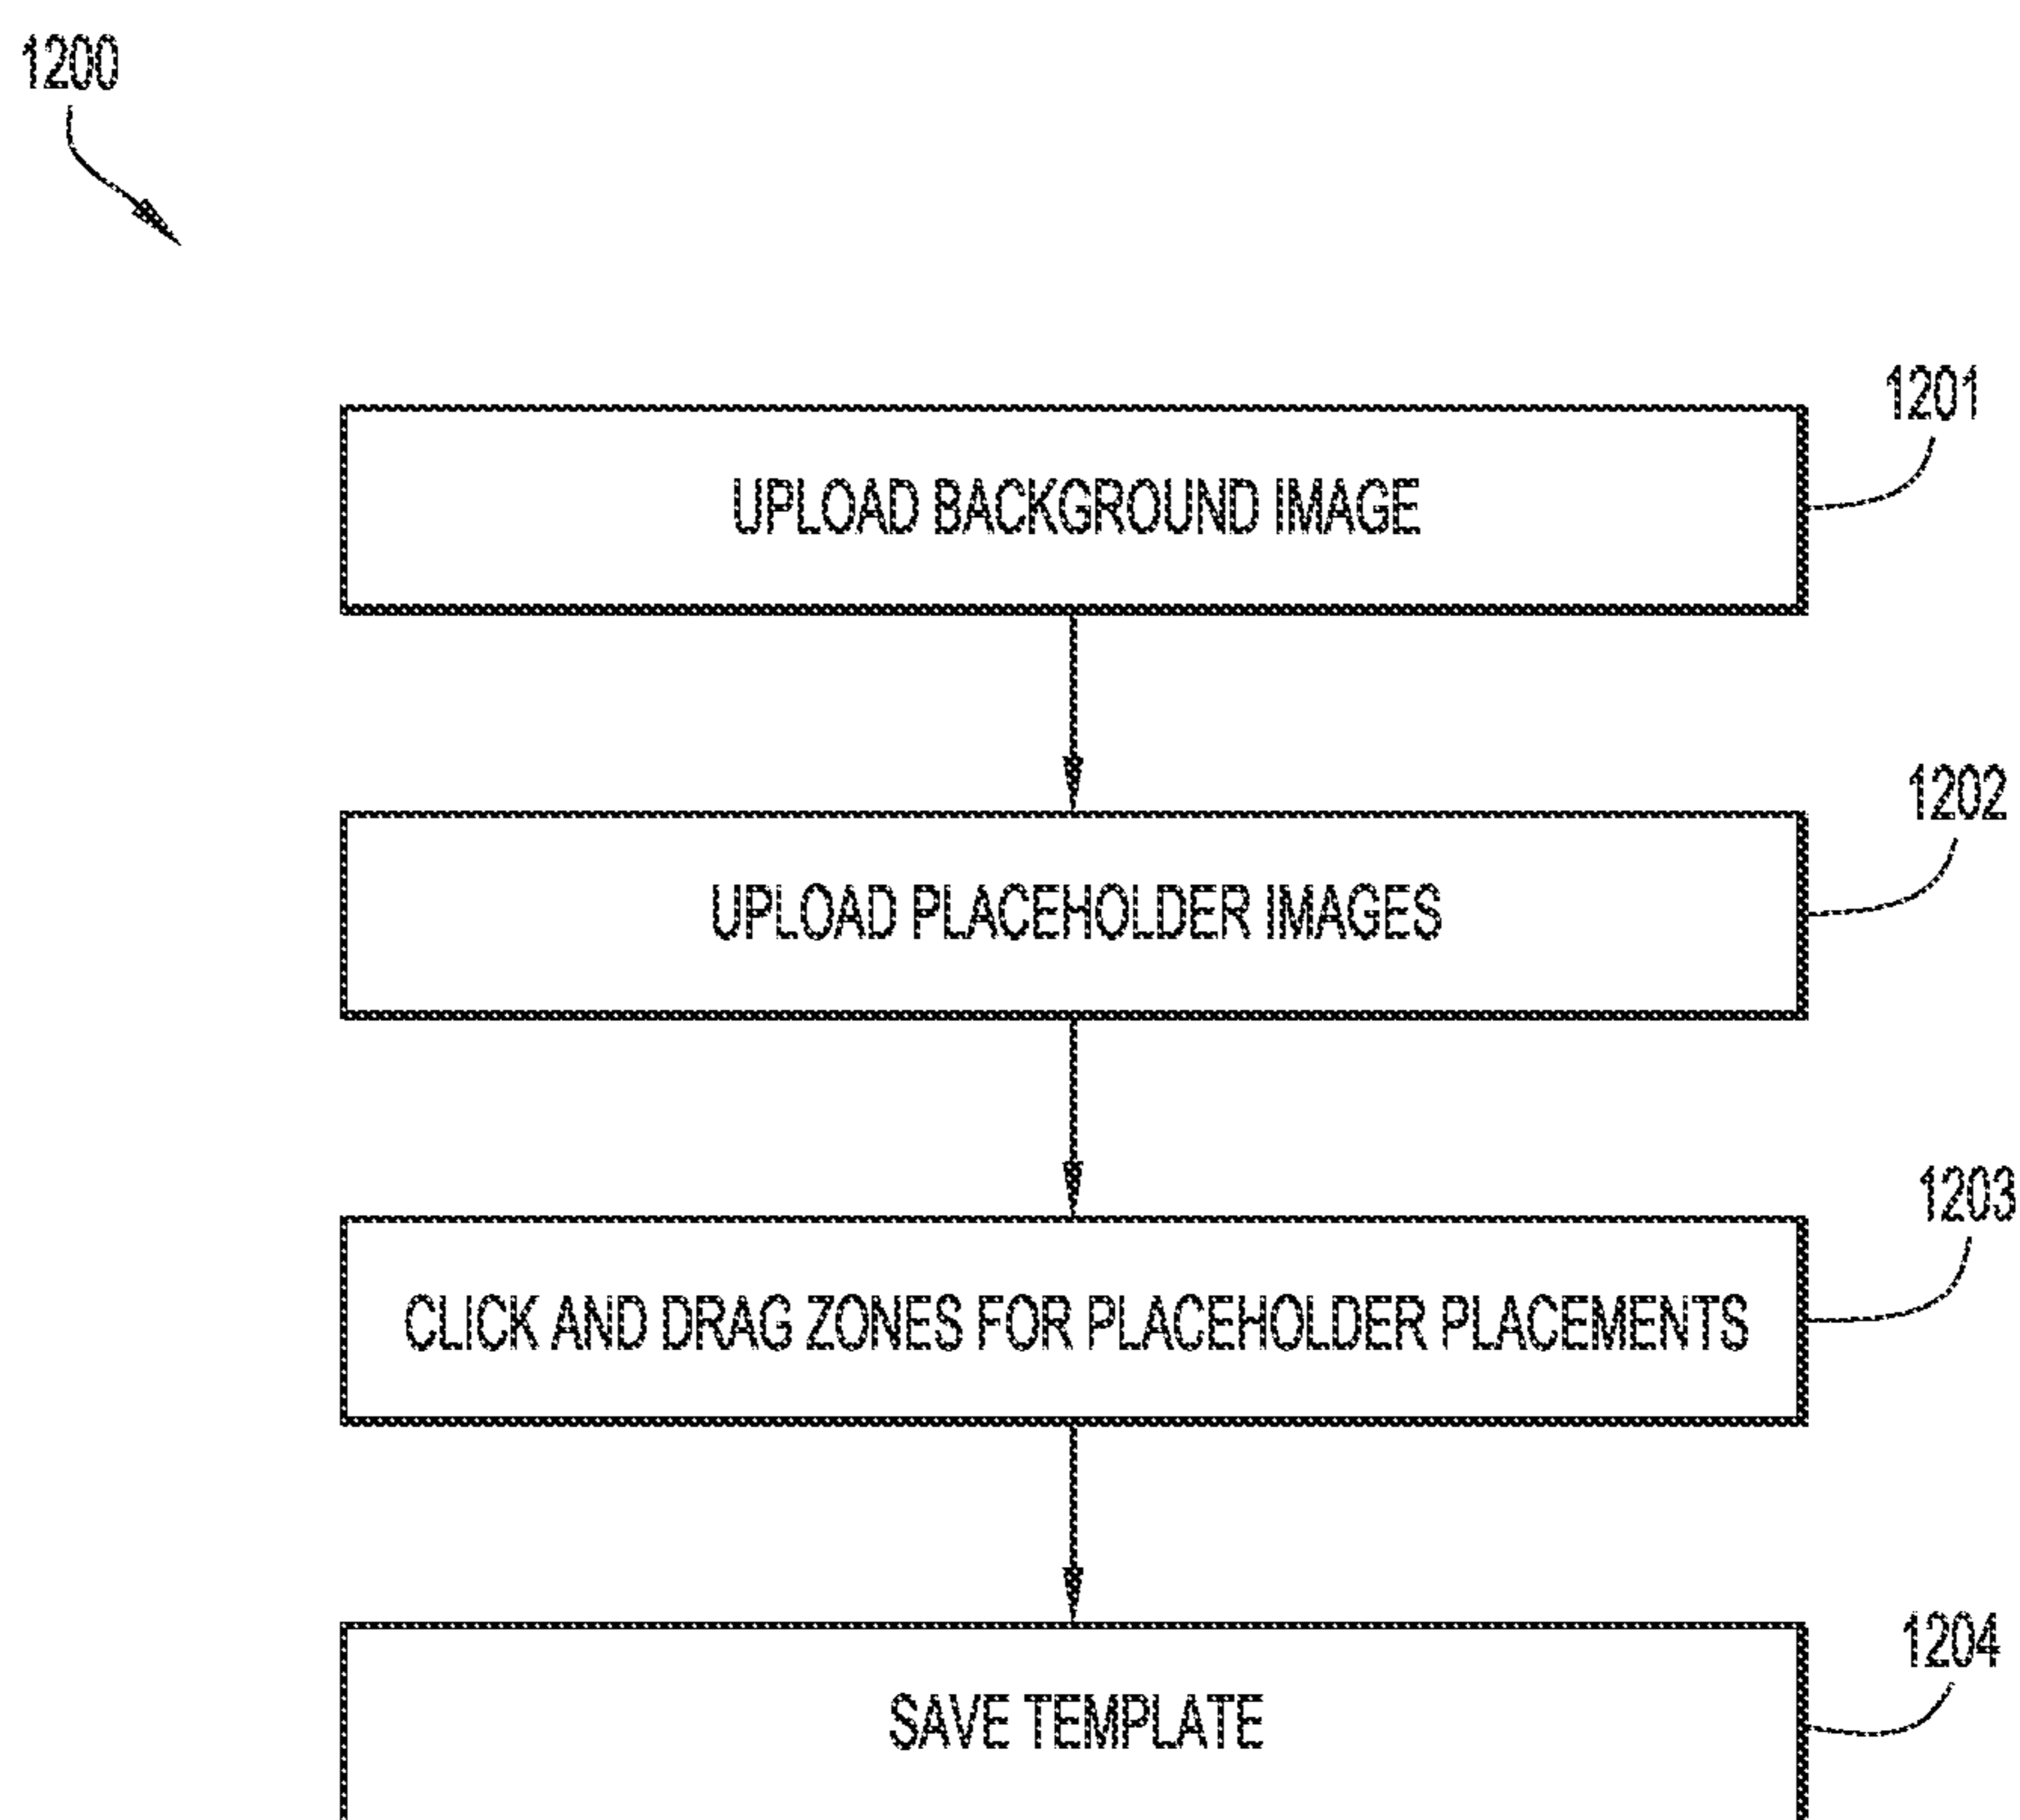 1200
1201
UPLOAD BACKGROUND IMAGE
1202
UPLOAD PLACEHOLDER IMAGES
1203
CLICK AND DRAG ZONES FOR PLACEHOLDER PLACEMENTS
1204
SAVE TEMPLATE